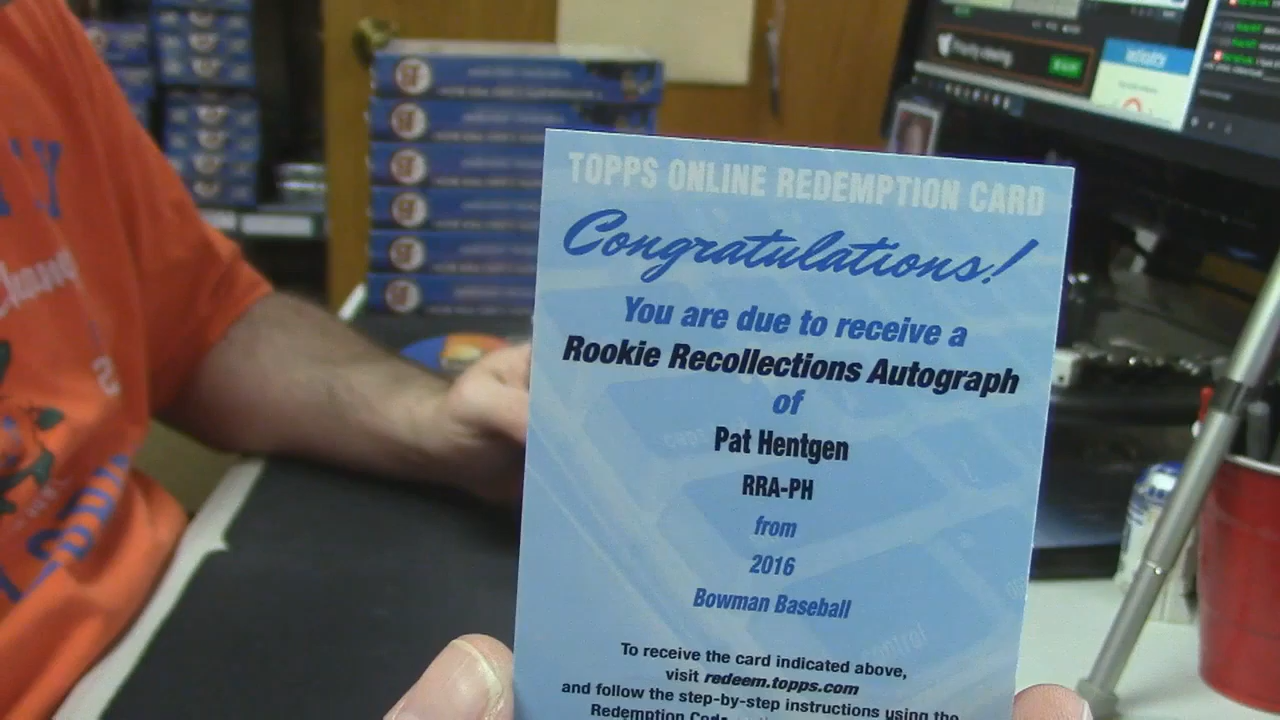 TOPPS ONLINE REDEMPTION CARD
Congratulations!
You are due to receive a
Rookie Recollections Autograph
of
Pat Hentgen
RRA-PH
from
2016
Bowman Baseball
To receive the card indicated above,
visit redeem.topps.com
and follow the step-by-step instructions using the
Redemption Code